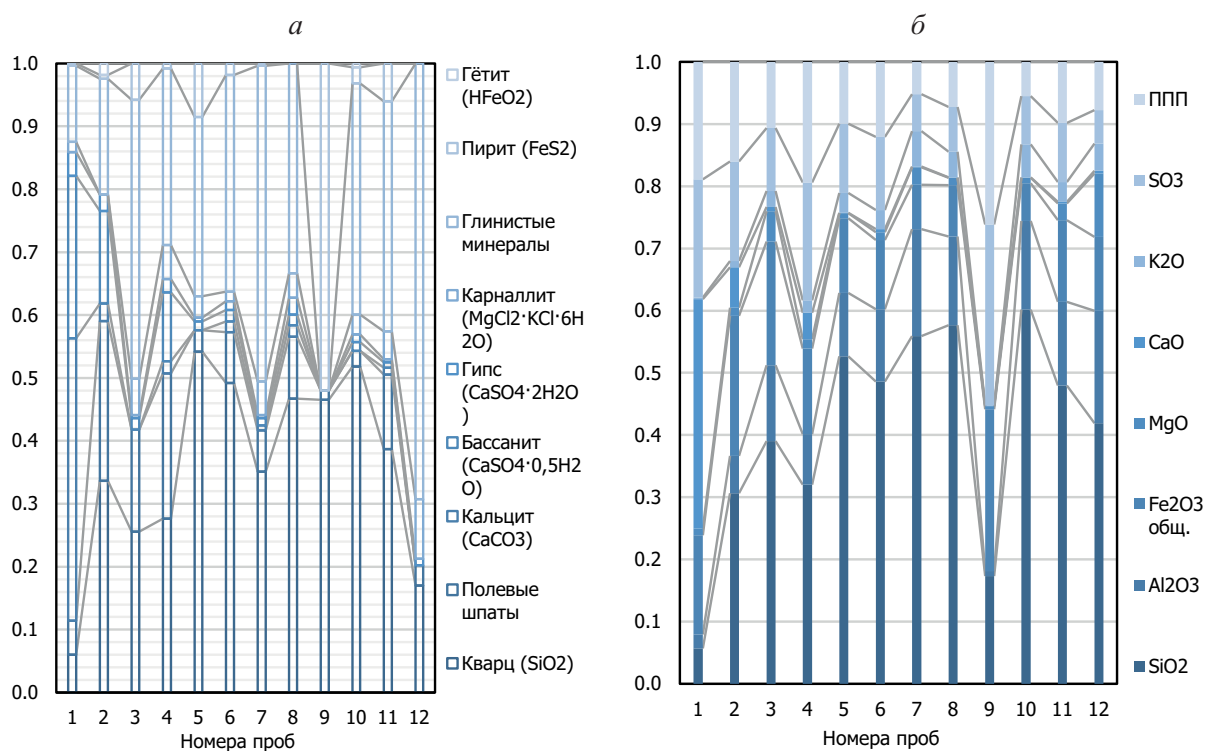 а
1.0
0.9
0.8
0.7
0.6
0.5
0.4
0.3
0.2
0.1
0.0
1 2 3 4 5 6 7 8 9 10 11 12
Номера проб
Гётит
(HFeO2)
Пирит (FeS2)
Глинистые
минералы
Карналлит
(MgCl2·KCl·6H
2O)
Гипс
(CaSO4·2H2O
)
Бассанит
(CaSO4·0,5H2
O)
Кальцит
(CaCO3)
Полевые
шпаты
Кварц (SiO2)
б
1.0
0.9
0.8
0.7
0.6
0.5
0.4
0.3
0.2
0.1
0.0
1 2 3 4 5 6 7 8 9 10 11 12
Номера проб
ППП
SO3
K2O
CaO
MgO
Fe2O3
общ.
Al2O3
SiO2